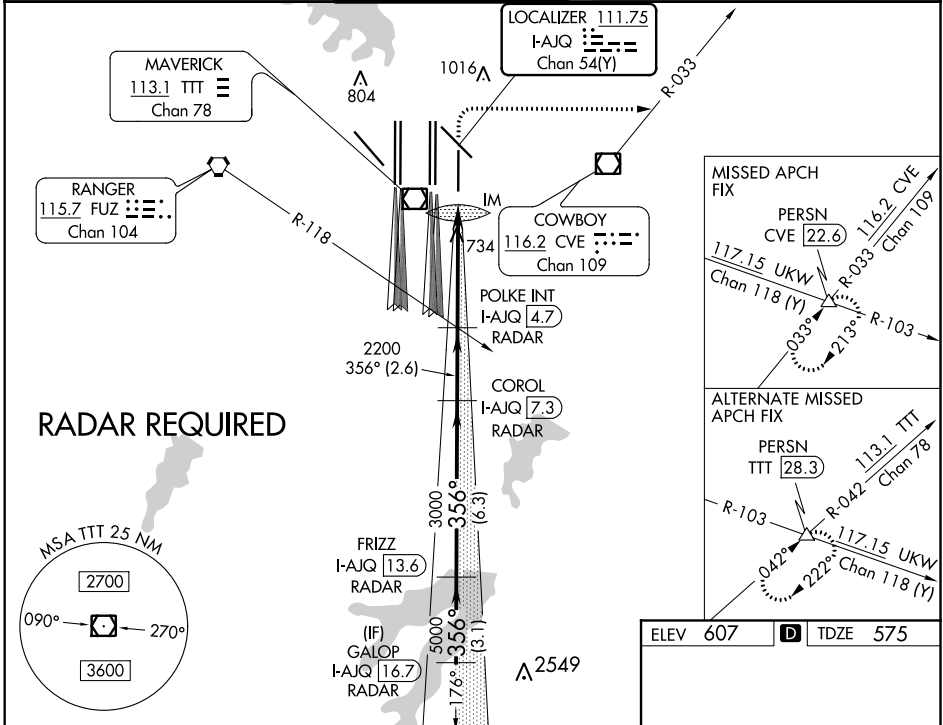 LOCALIZER 111.75
I-AJQ
Chan 54(Y)
MAVERICK
113.1 TTT
Chan 78
804
1016
R-033
RANGER
115.7 FUZ
Chan 104
R-118
IM
734
COWBOY
116.2 CVE
Chan 109
POLKE INT
I-AJQ 4.7
RADAR
2200
356° (2.6)
COROL
I-AJQ 7.3
RADAR
RADAR REQUIRED
3000
356°
(6.3)
FRIZZ
I-AJQ 13.6
RADAR
5000
356°
(3.1)
(IF)
GALOP
I-AJQ 16.7
RADAR
176°
2549
MSA TTT 25 NM
2700
090°
270°
3600
MISSED APCH
FIX
PERSN
CVE 22.6
116.2 CVE
Chan 109
R-033
117.15 UKW
Chan 118 (Y)
R-103
033°
213°
ALTERNATE MISSED
APCH FIX
PERSN
TTT 28.3
113.1 TTT
Chan 78
R-042
R-103
117.15 UKW
Chan 118 (Y)
042°
222°
ELEV 607 D TDZE 575